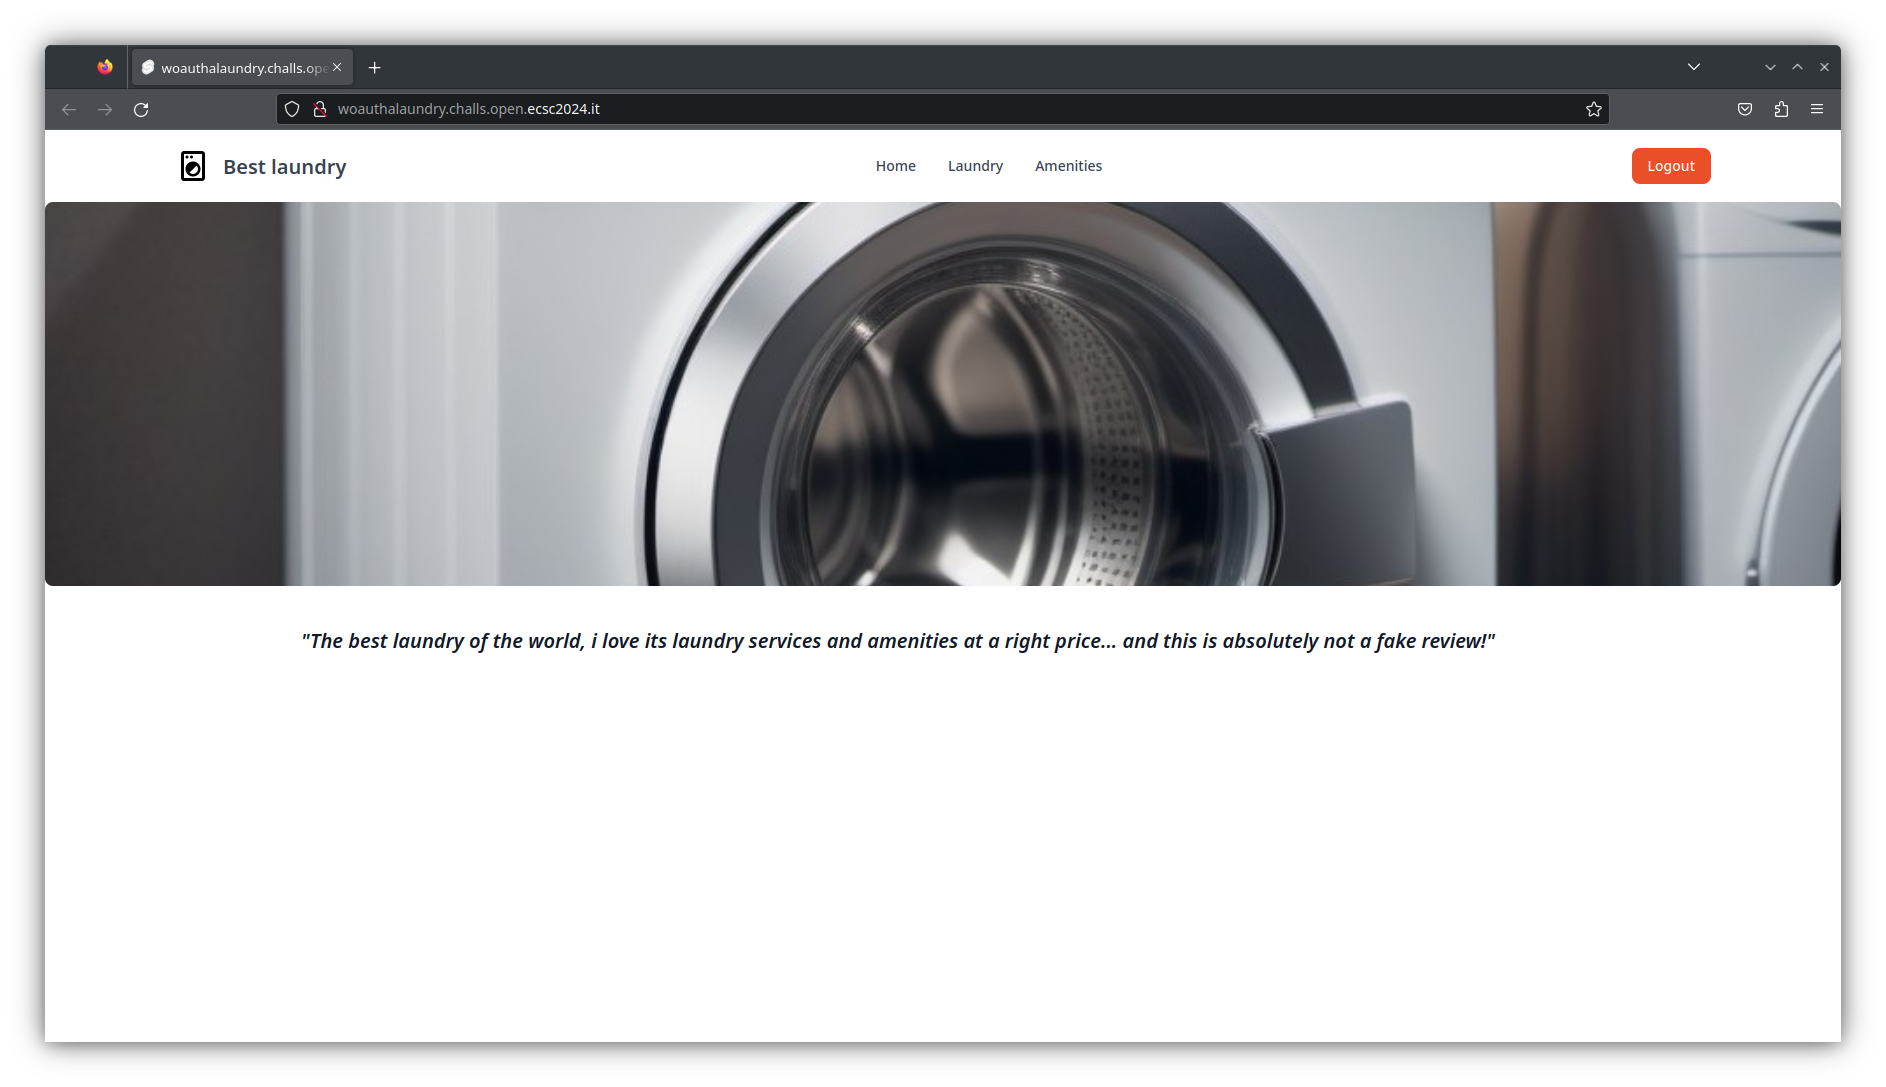 woauthalaundry.challs.ope
woauthalaundry.challs.open.ecsc2024.it
Best laundry
Home
Laundry
Amenities
Logout
"The best laundry of the world, i love its laundry services and amenities at a right price... and this is absolutely not a fake review!"